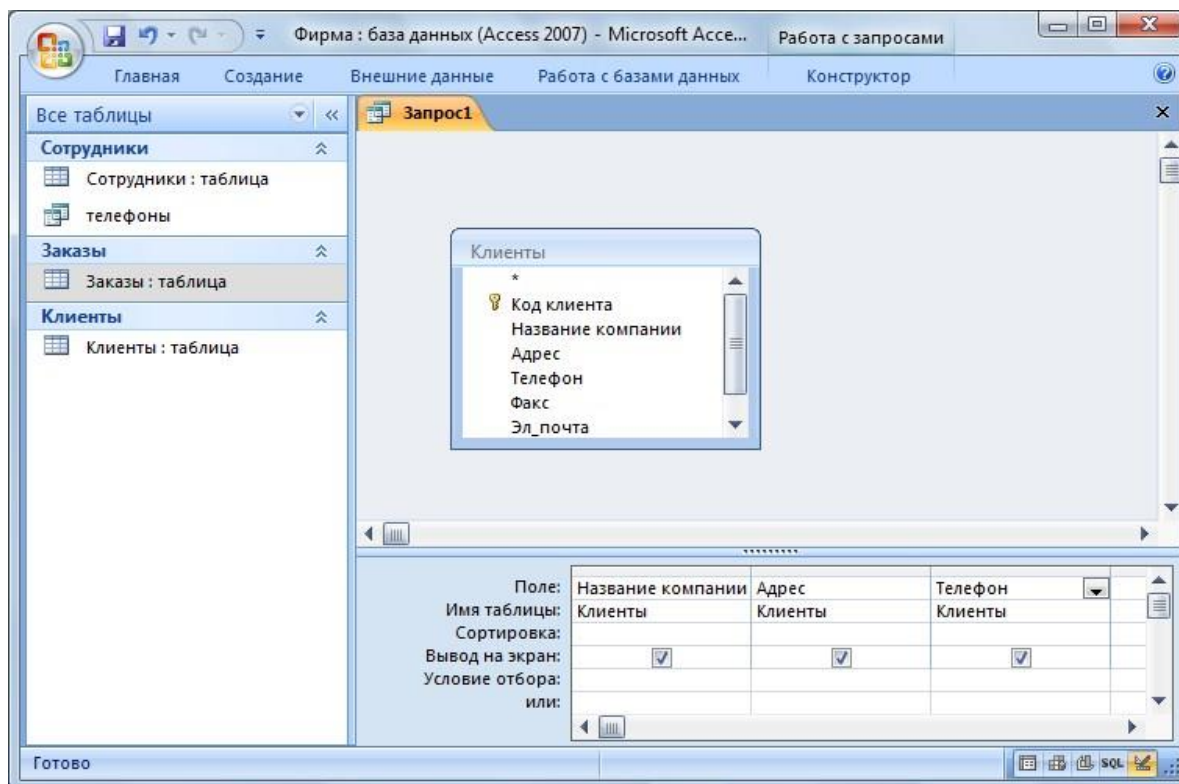 Фирма : база данных (Access 2007) - Microsoft Acce...
Работа с запросами
Главная
Создание
Внешние данные
Работа с базами данных
Конструктор
Все таблицы
Сотрудники
Сотрудники : таблица
телефоны
Заказы
Заказы : таблица
Клиенты
Клиенты : таблица
Запрос1
Клиенты
*
Код клиента
Название компании
Адрес
Телефон
Факс
Эл_почта
Поле: Название компании Адрес Телефон
Имя таблицы: Клиенты Клиенты Клиенты
Сортировка:
Вывод на экран:
Условие отбора:
или:
Готово
SQL